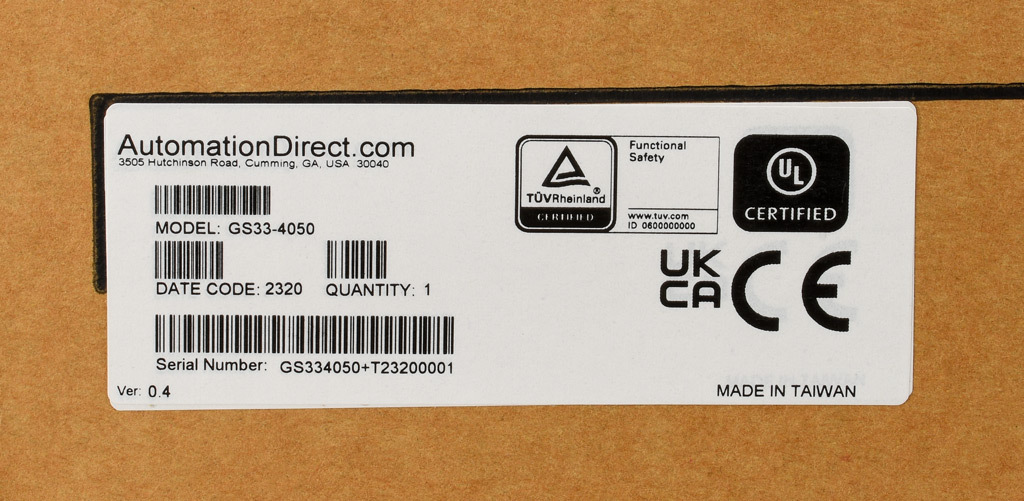 AutomationDirect.com
3505 Hutchinson Road, Cumming, GA, USA 30040
MODEL: GS33-4050
DATE CODE: 2320 QUANTITY: 1
Serial Number: GS334050+T23200001
Ver: 0.4
TÜVRheinland®
CERTIFIED
Functional
Safety
www.tuv.com
ID 0600000000
UL
CERTIFIED
UK
CA
CE
MADE IN TAIWAN